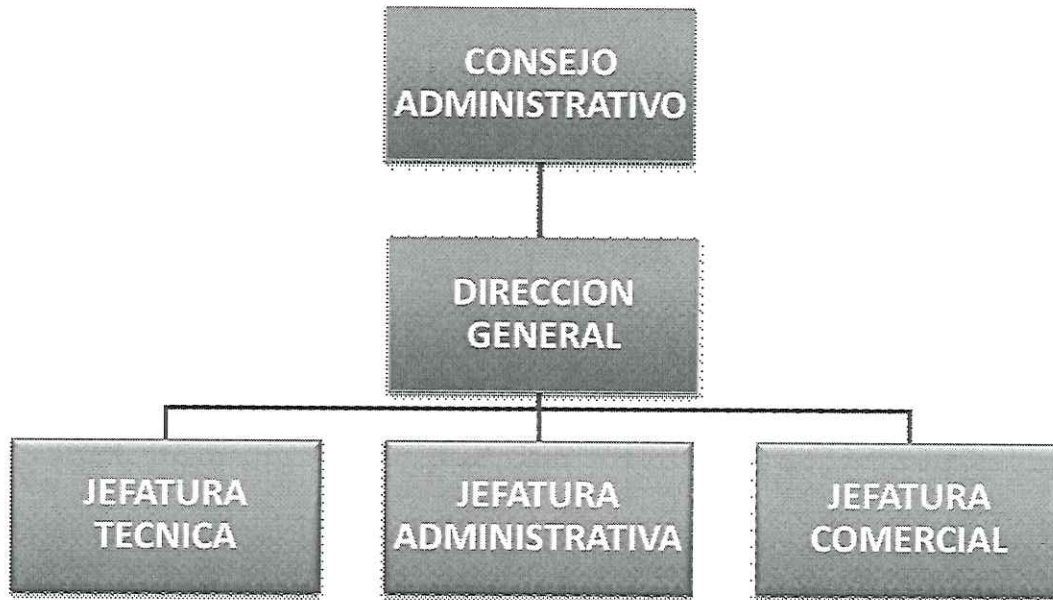 CONSEJO
ADMINISTRATIVO
DIRECCION
GENERAL
JEFATURA
TECNICA
JEFATURA
ADMINISTRATIVA
JEFATURA
COMERCIAL